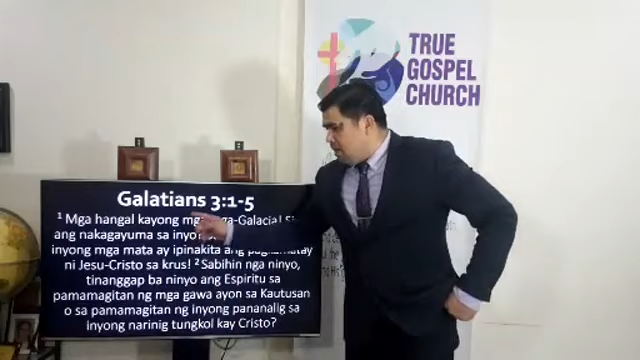 TRUE
GOSPEL
CHURCH
Galatians 3:1-5
¹ Mga hangal kayong mga
ang nakagayuma sa
inyong mga mata ay ipinakita ang
ni Jesu-Cristo sa krus! ² Sabihin nga ninyo,
tinanggap ba ninyo ang Espiritu sa
pamamagitan ng mga gawa ayon sa Kautusan
o sa pamamagitan ng inyong pananalig sa
inyong narinig tungkol kay Cristo?